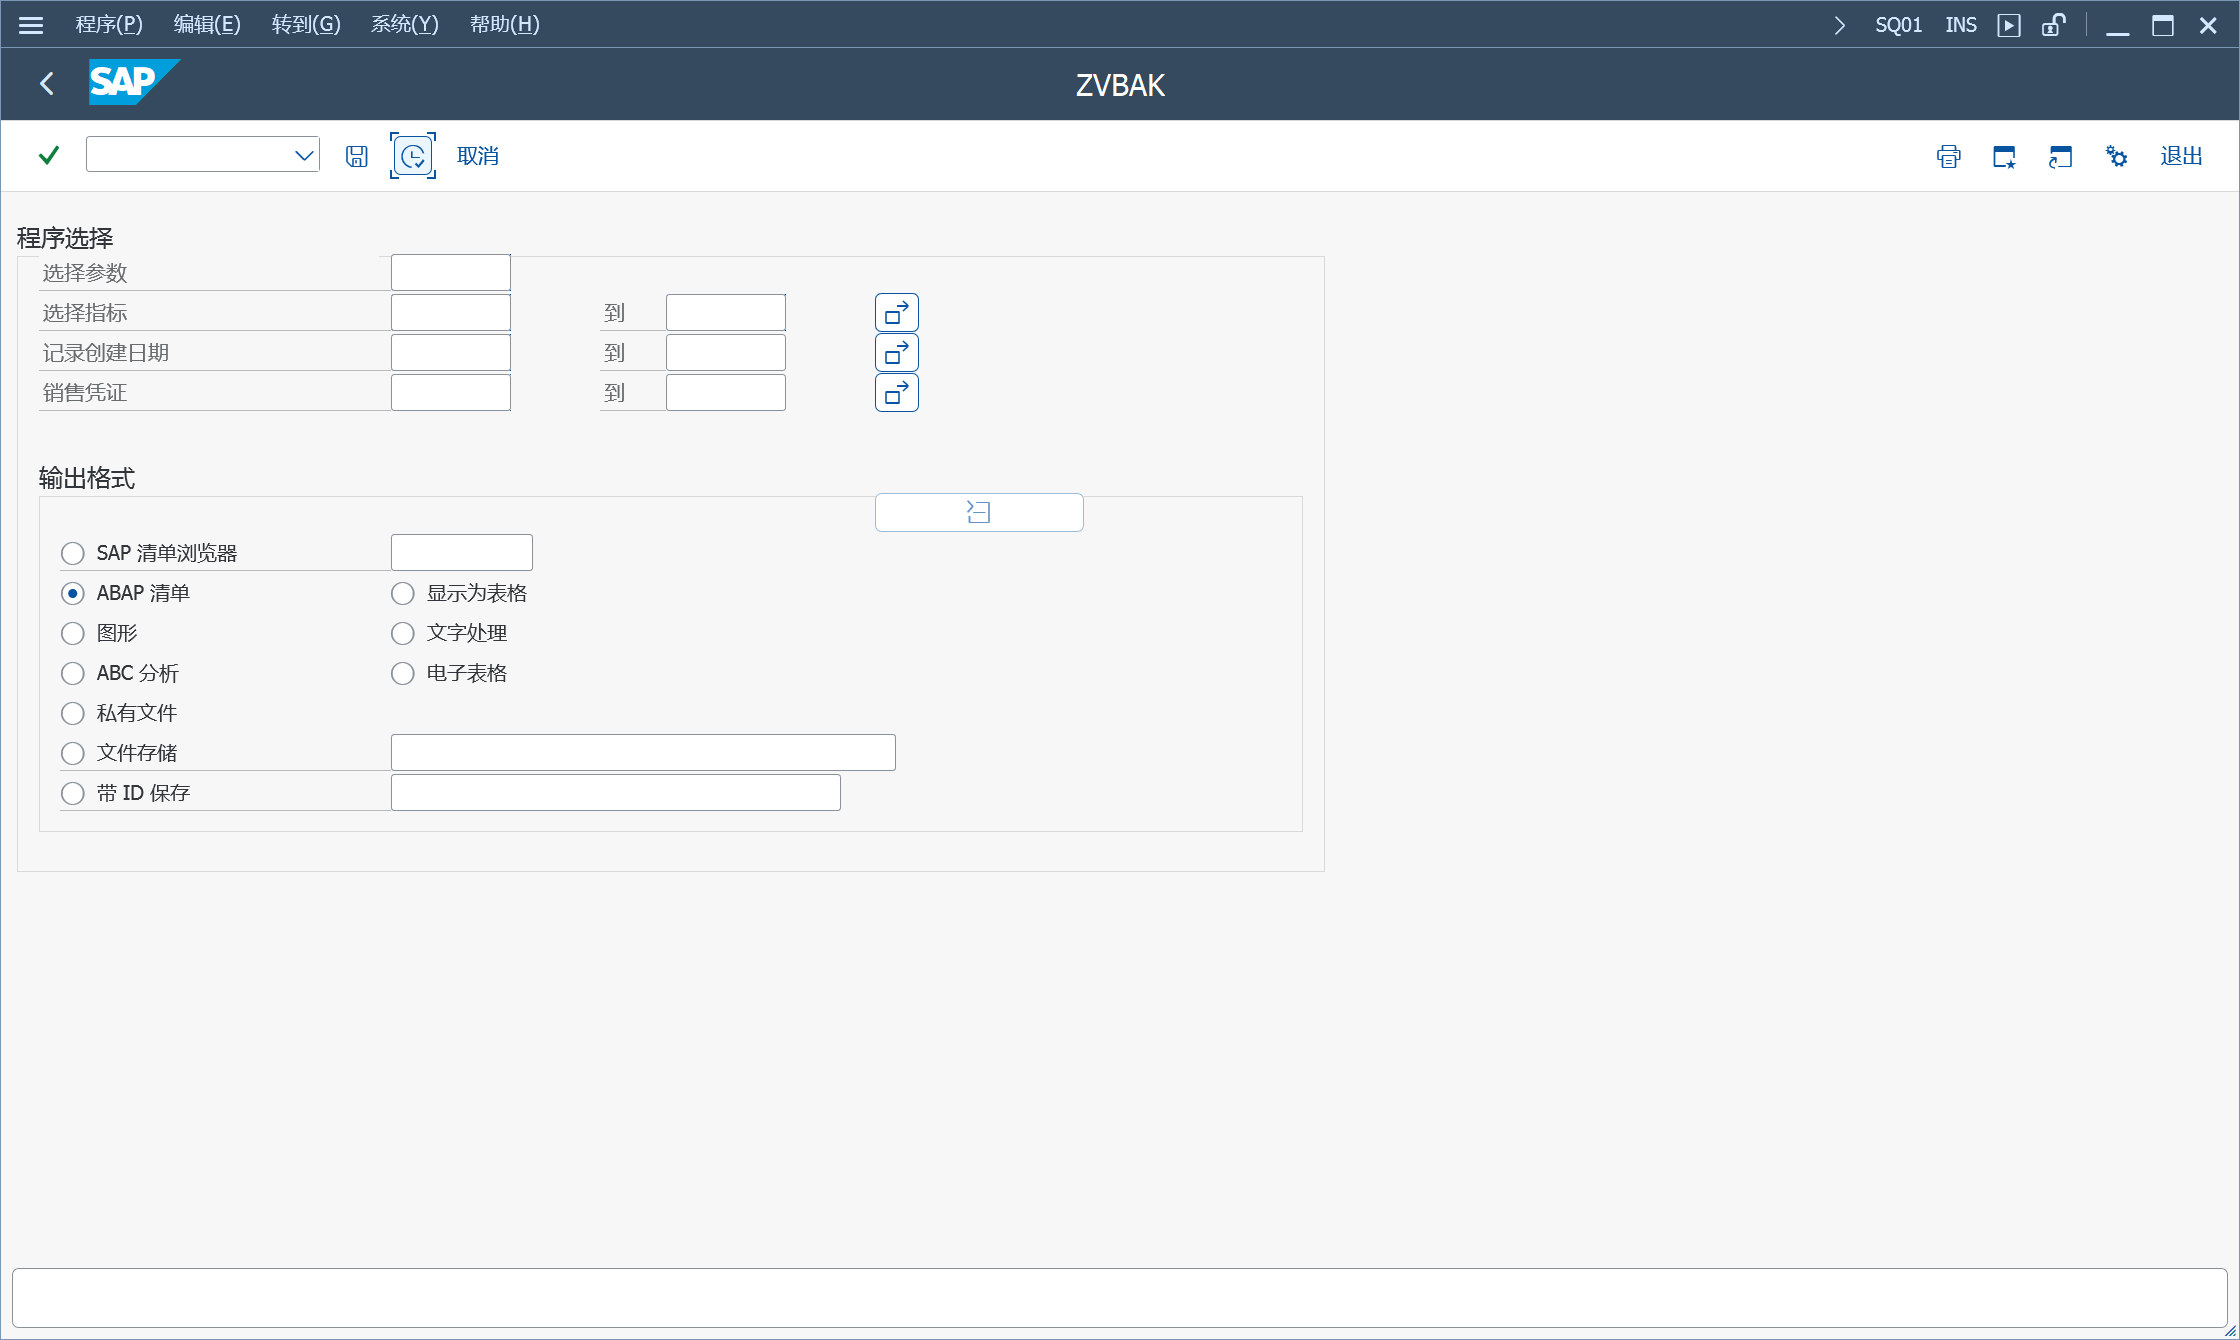 程序(P) 编辑(E) 转到(G) 系统(Y) 帮助(H) SQ01 INS
SAP ZVBAK
取消 退出
程序选择
选择参数
选择指标 到
记录创建日期 到
销售凭证 到
输出格式
SAP 清单浏览器
ABAP 清单 显示为表格
图形 文字处理
ABC 分析 电子表格
私有文件
文件存储
带 ID 保存